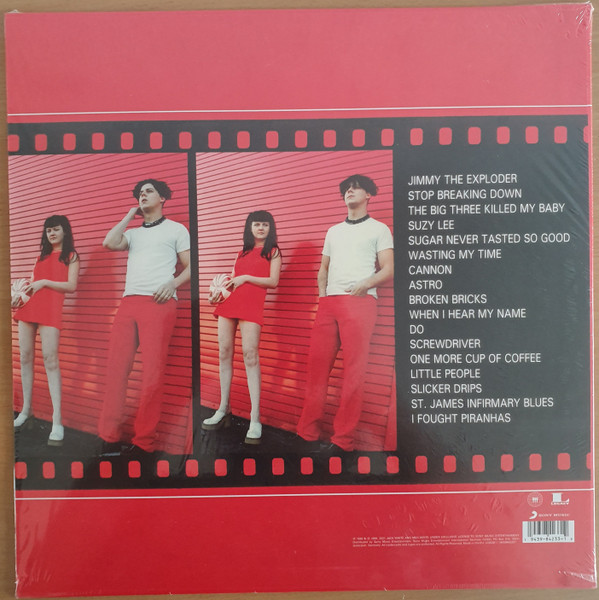 JIMMY THE EXPLODER
STOP BREAKING DOWN
THE BIG THREE KILLED MY BABY
SUZY LEE
SUGAR NEVER TASTED SO GOOD
WASTING MY TIME
CANNON
ASTRO
BROKEN BRICKS
WHEN I HEAR MY NAME
DO
SCREWDRIVER
ONE MORE CUP OF COFFEE
LITTLE PEOPLE
SLICKER DRIPS
ST. JAMES INFIRMARY BLUES
I FOUGHT PIRANHAS